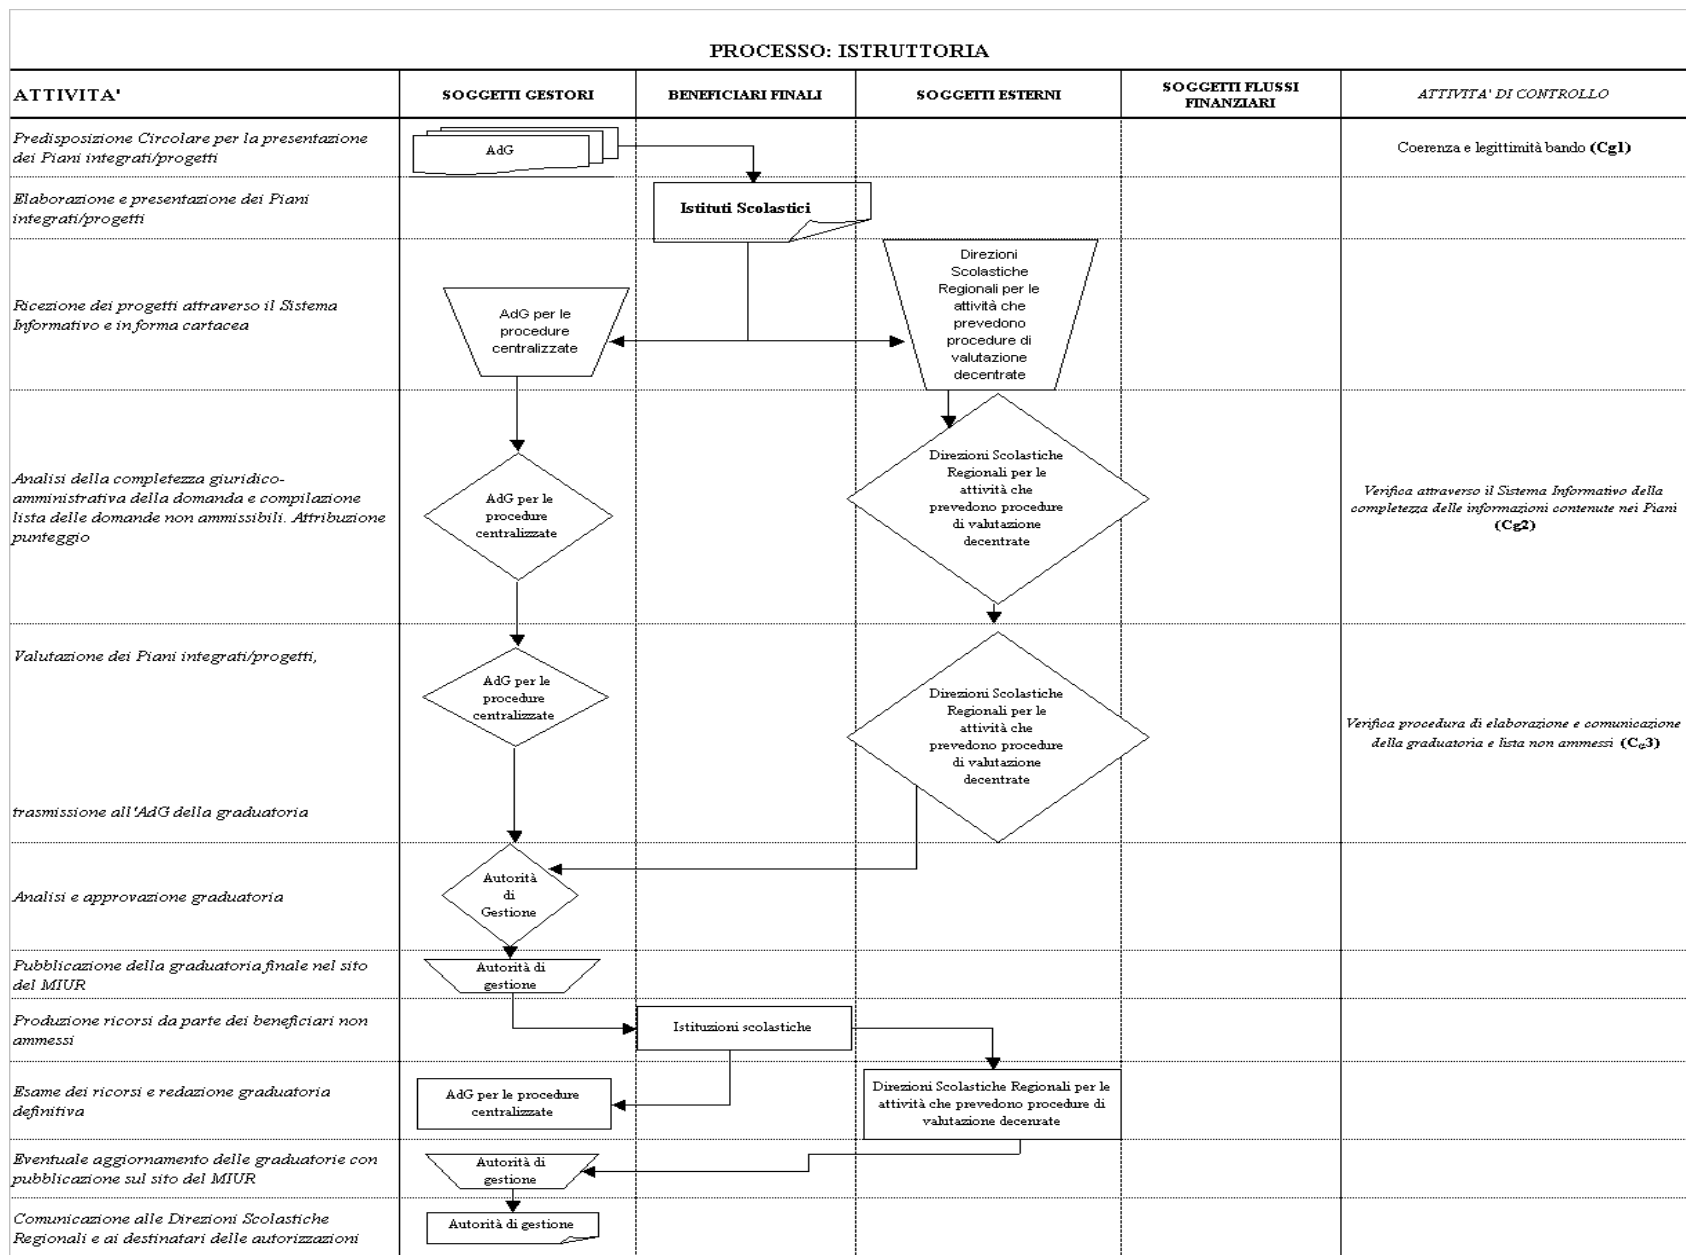 PROCESSO: ISTRUTTORIA
ATTIVITA'
SOGGETTI GESTORI
BENEFICIARI FINALI
SOGGETTI ESTERNI
SOGGETTI FLUSSI
FINANZIARI
ATTIVITA' DI CONTROLLO
Predisposizione Circolare per la presentazione
dei Piani integrati/progetti
AdG
Coerenza e legittimità bando (Cg1)
Elaborazione e presentazione dei Piani
integrati/progetti
Istituti Scolastici
Ricezione dei progetti attraverso il Sistema
Informativo e in forma cartacea
AdG per le
procedure
centralizzate
Direzioni
Scolastiche
Regionali per le
attività che
prevedono
procedure di
valutazione
decentrate
Analisi della completezza giuridico-
amministrativa della domanda e compilazione
lista delle domande non ammissibili. Attribuzione
punteggio
AdG per le
procedure
centralizzate
Direzioni Scolastiche
Regionali per le
attività che
prevedono procedure
di valutazione
decentrate
Verifica attraverso il Sistema Informativo della
completezza delle informazioni contenute nei Piani
(Cg2)
Valutazione dei Piani integrati/progetti,
trasmissione all'AdG della graduatoria
AdG per le
procedure
centralizzate
Direzioni Scolastiche
Regionali per le
attività che
prevedono procedure
di valutazione
decentrate
Verifica procedura di elaborazione e comunicazione
della graduatoria e lista non ammessi (Cg3)
Analisi e approvazione graduatoria
Autorità
di
Gestione
Pubblicazione della graduatoria finale nel sito
del MIUR
Autorità di
gestione
Produzione ricorsi da parte dei beneficiari non
ammessi
Istituzioni scolastiche
Esame dei ricorsi e redazione graduatoria
definitiva
AdG per le procedure
centralizzate
Direzioni Scolastiche Regionali per le
attività che prevedono procedure di
valutazione decenrate
Eventuale aggiornamento delle graduatorie con
pubblicazione sul sito del MIUR
Autorità di
gestione
Comunicazione alle Direzioni Scolastiche
Regionali e ai destinatari delle autorizzazioni
Autorità di gestione